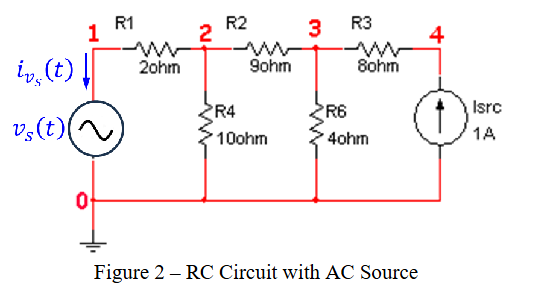 R1 R2 R3
1 2 3 4
2ohm 9ohm 8ohm
i_{v_s}(t)
R4 R6 Isrc
v_s(t) 10ohm 4ohm 1A
0
Figure 2 – RC Circuit with AC Source